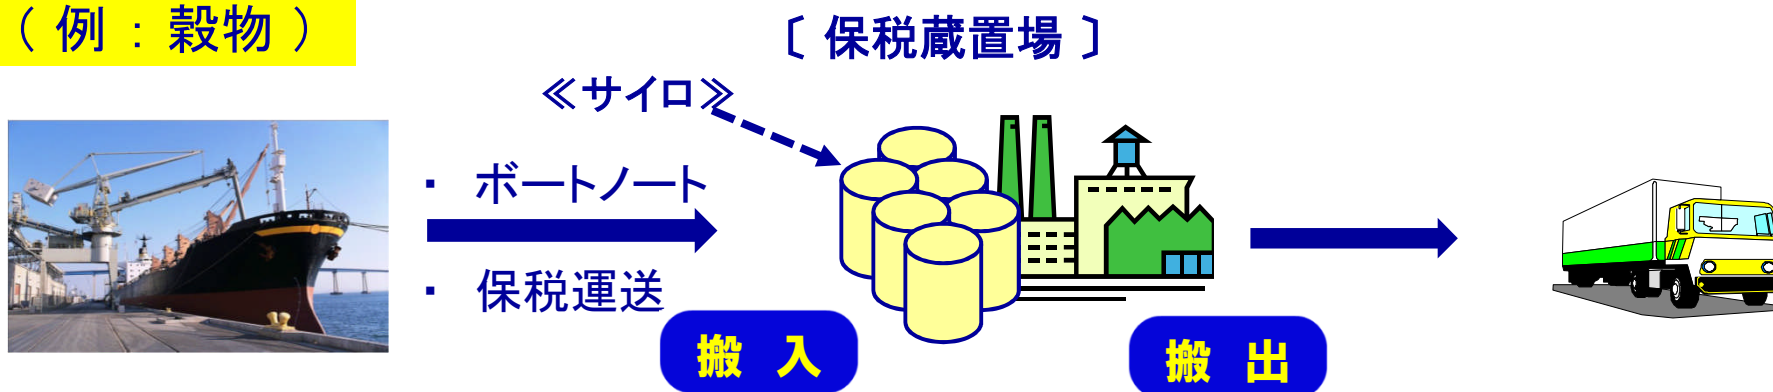 （例：穀物）
〔保税蔵置場〕
≪サイロ≫
・ ボートノート
・ 保税運送
搬 入
搬 出